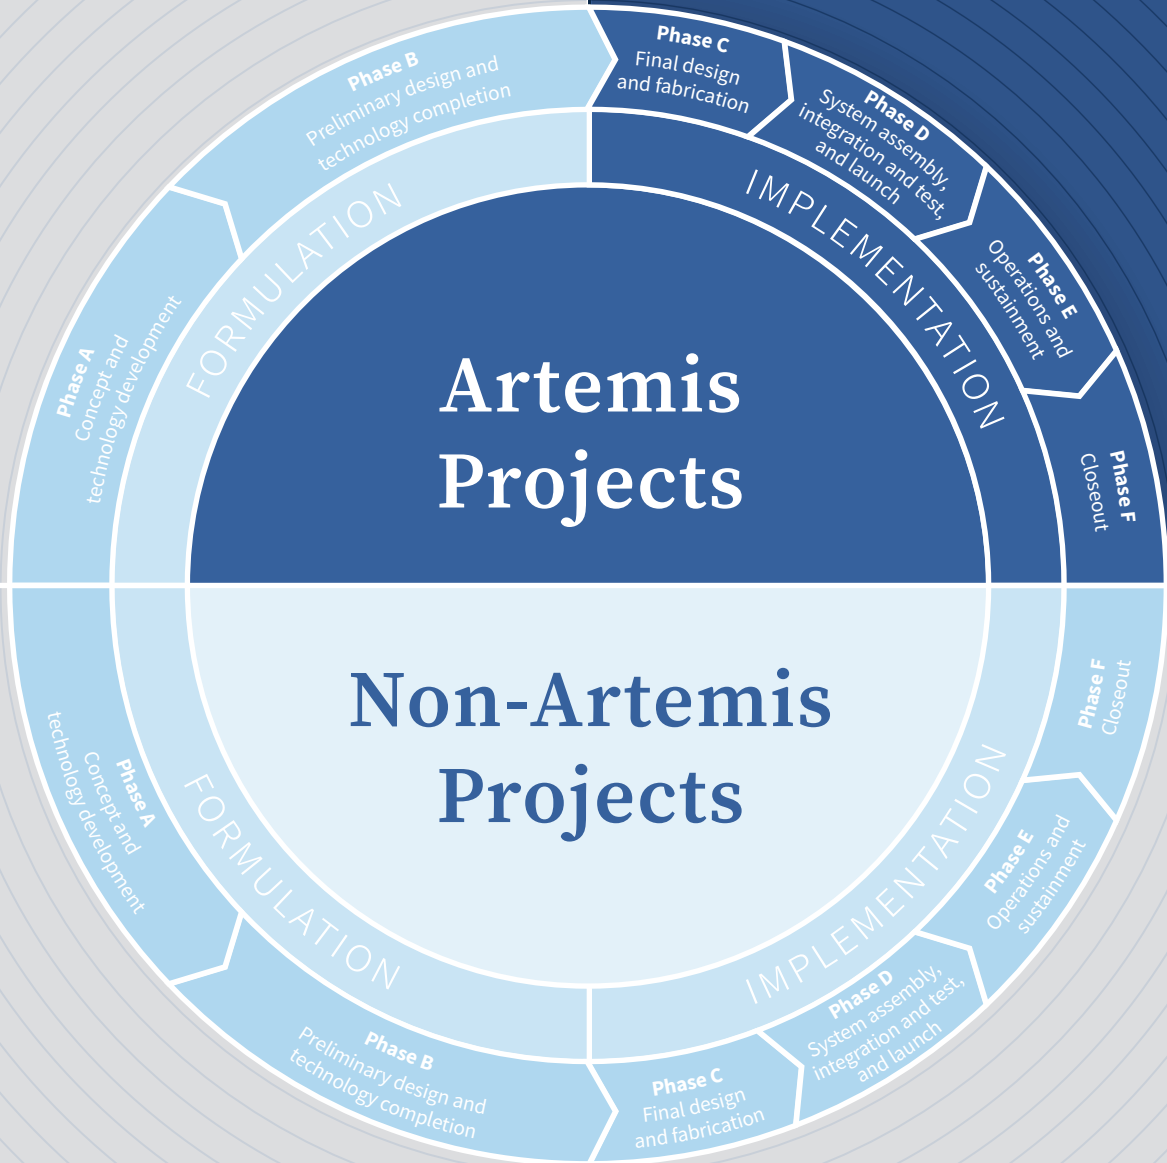 Artemis
Projects
FORMULATION
Phase A
Concept and
technology development
Phase B
Preliminary design and
technology completion
IMPLEMENTATION
Phase C
Final design
and fabrication
Phase D
System assembly,
integration and test,
and launch
Phase E
Operations and
sustainment
Phase F
Closeout
Non-Artemis
Projects
FORMULATION
Phase A
Concept and
technology development
Phase B
Preliminary design and
technology completion
IMPLEMENTATION
Phase C
Final design
and fabrication
Phase D
System assembly,
integration and test,
and launch
Phase E
Operations and
sustainment
Phase F
Closeout